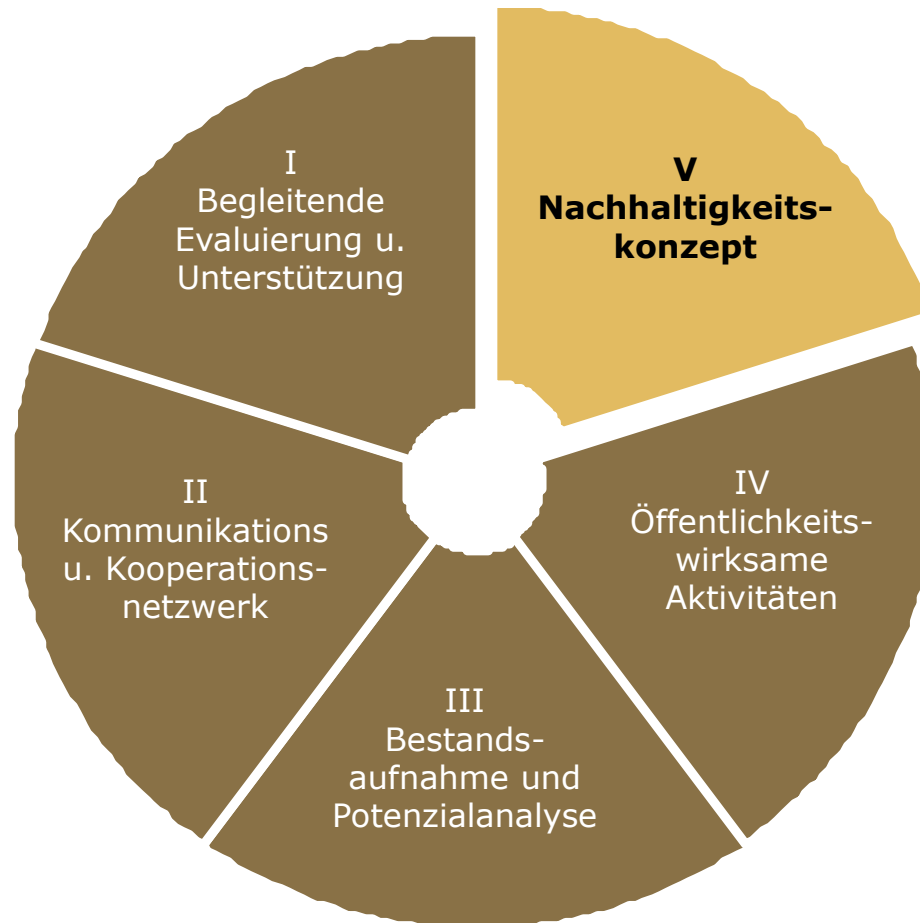 I
Begleitende
Evaluierung u.
Unterstützung
II
Kommunikations
u. Kooperations-
netzwerk
III
Bestands-
aufnahme und
Potenzialanalyse
IV
Öffentlichkeits-
wirksame
Aktivitäten
V
Nachhaltigkeits-
konzept